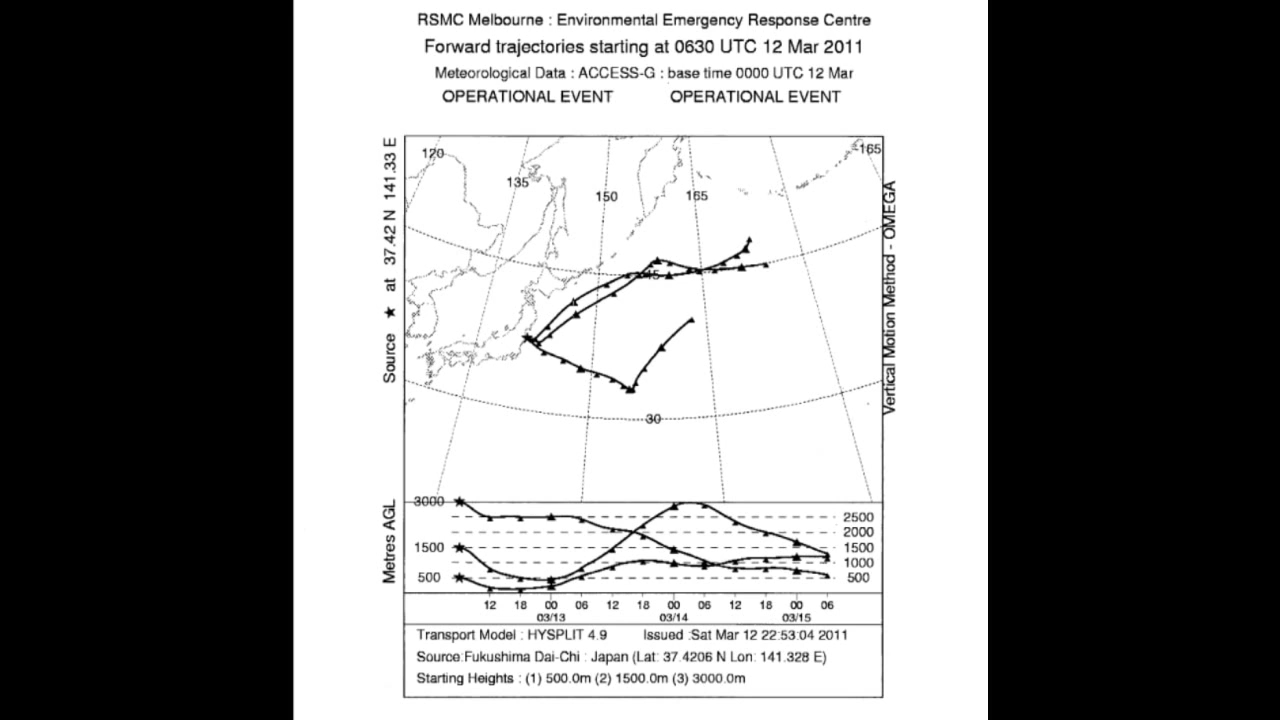 RSMC Melbourne : Environmental Emergency Response Centre
Forward trajectories starting at 0630 UTC 12 Mar 2011
Meteorological Data : ACCESS-G : base time 0000 UTC 12 Mar
OPERATIONAL EVENT OPERATIONAL EVENT
Source ★ at 37.42 N 141.33 E
120
135
150
165
-165
45
30
Vertical Motion Method - OMEGA
Metres AGL
3000
1500
500
2500
2000
1500
1000
500
12 18 00 06 12 18 00 06 12 18 00 06
03/13 03/14 03/15
Transport Model : HYSPLIT 4.9 Issued :Sat Mar 12 22:53:04 2011
Source:Fukushima Dai-Chi : Japan (Lat: 37.4206 N Lon: 141.328 E)
Starting Heights : (1) 500.0m (2) 1500.0m (3) 3000.0m